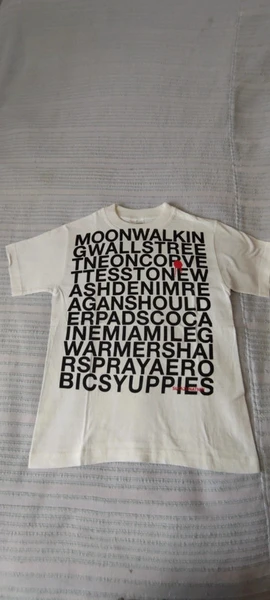 MOONWALKIN
GWALLSTREE
TNEONCORVE
TTESSTONEW
ASHDENIMRE
AGANSHOULD
ERPADSCOCA
INEMIAMILEG
WARMERSHAI
RSPRAYAERO
BICSYUPPIES